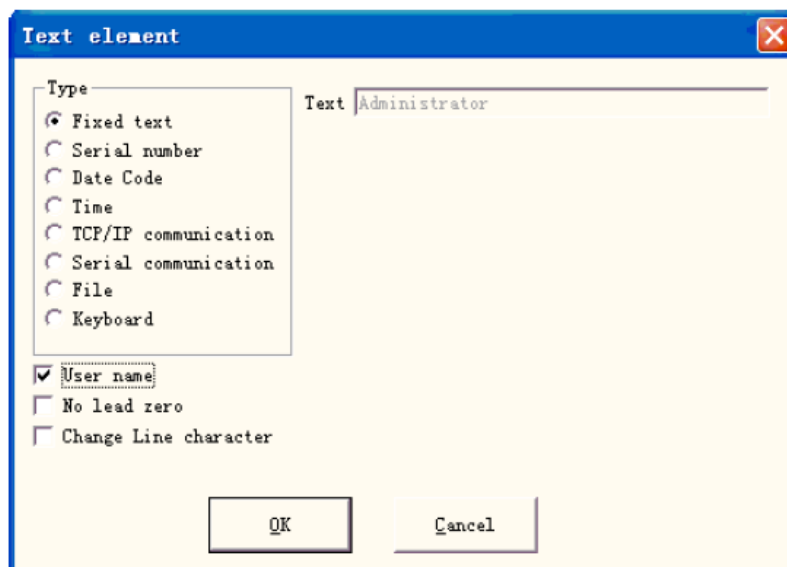 Text element
Type
Text Administrator
Fixed text
Serial number
Date Code
Time
TCP/IP communication
Serial communication
File
Keyboard
User name
No lead zero
Change Line character
OK Cancel